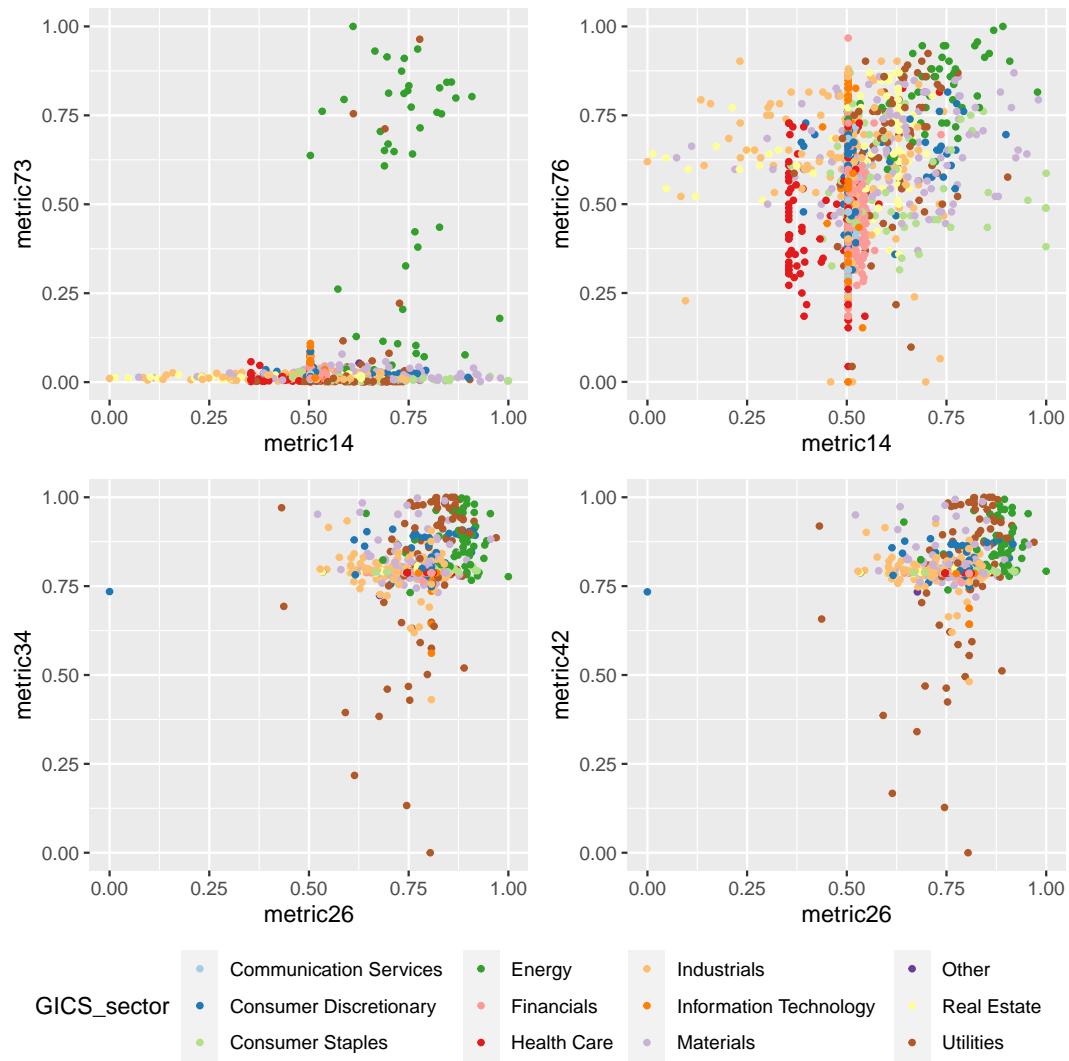 1.00
0.75
0.50
0.25
0.00
metric73
0.00 0.25 0.50 0.75 1.00
metric14
1.00
0.75
0.50
0.25
0.00
metric76
0.00 0.25 0.50 0.75 1.00
metric14
1.00
0.75
0.50
0.25
0.00
metric34
0.00 0.25 0.50 0.75 1.00
metric26
1.00
0.75
0.50
0.25
0.00
metric42
0.00 0.25 0.50 0.75 1.00
metric26
GICS_sector
Communication Services
Consumer Discretionary
Consumer Staples
Energy
Financials
Health Care
Industrials
Information Technology
Materials
Other
Real Estate
Utilities